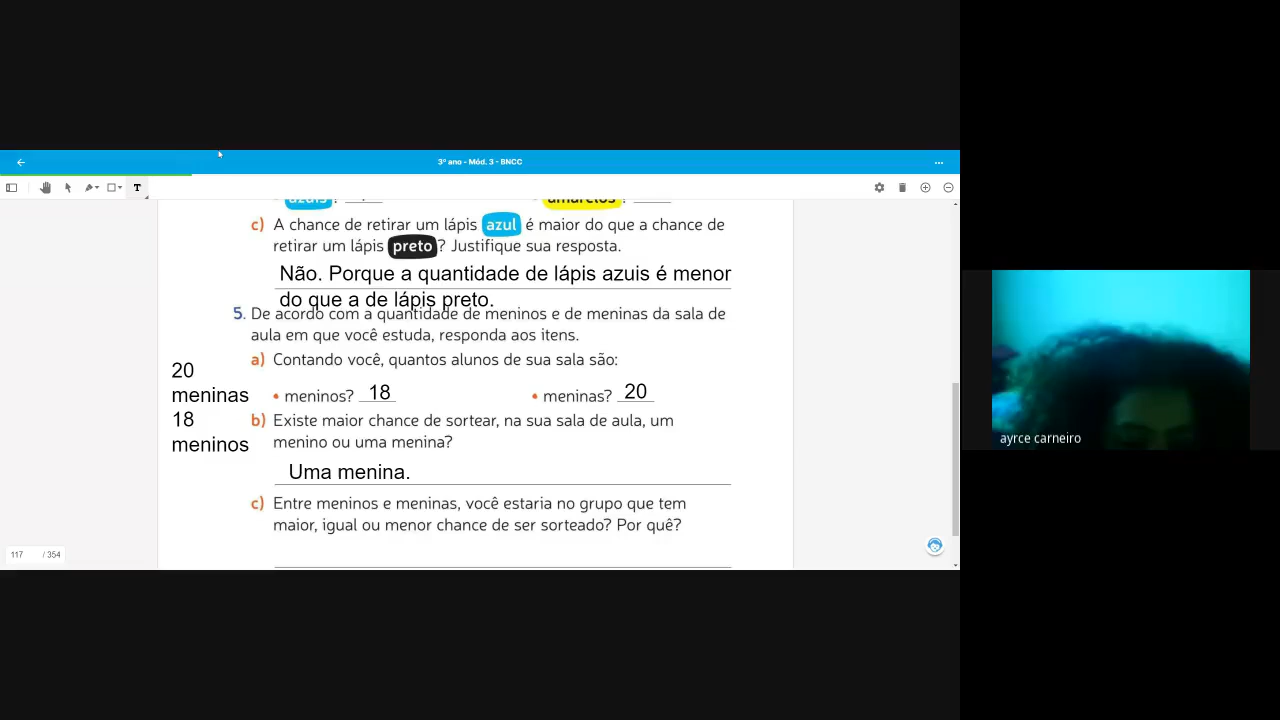 3º ano - Mód. 3 - BNCC
azuis ? amarelos ?
c) A chance de retirar um lápis azul é maior do que a chance de
retirar um lápis preto? Justifique sua resposta.
Não. Porque a quantidade de lápis azuis é menor
do que a de lápis preto.
5. De acordo com a quantidade de meninos e de meninas da sala de
aula em que você estuda, responda aos itens.
a) Contando você, quantos alunos de sua sala são:
20
meninas
18
meninos
• meninos? 18 • meninas? 20
b) Existe maior chance de sortear, na sua sala de aula, um
menino ou uma menina?
Uma menina.
c) Entre meninos e meninas, você estaria no grupo que tem
maior, igual ou menor chance de ser sorteado? Por quê?
117 / 354
ayrce carneiro